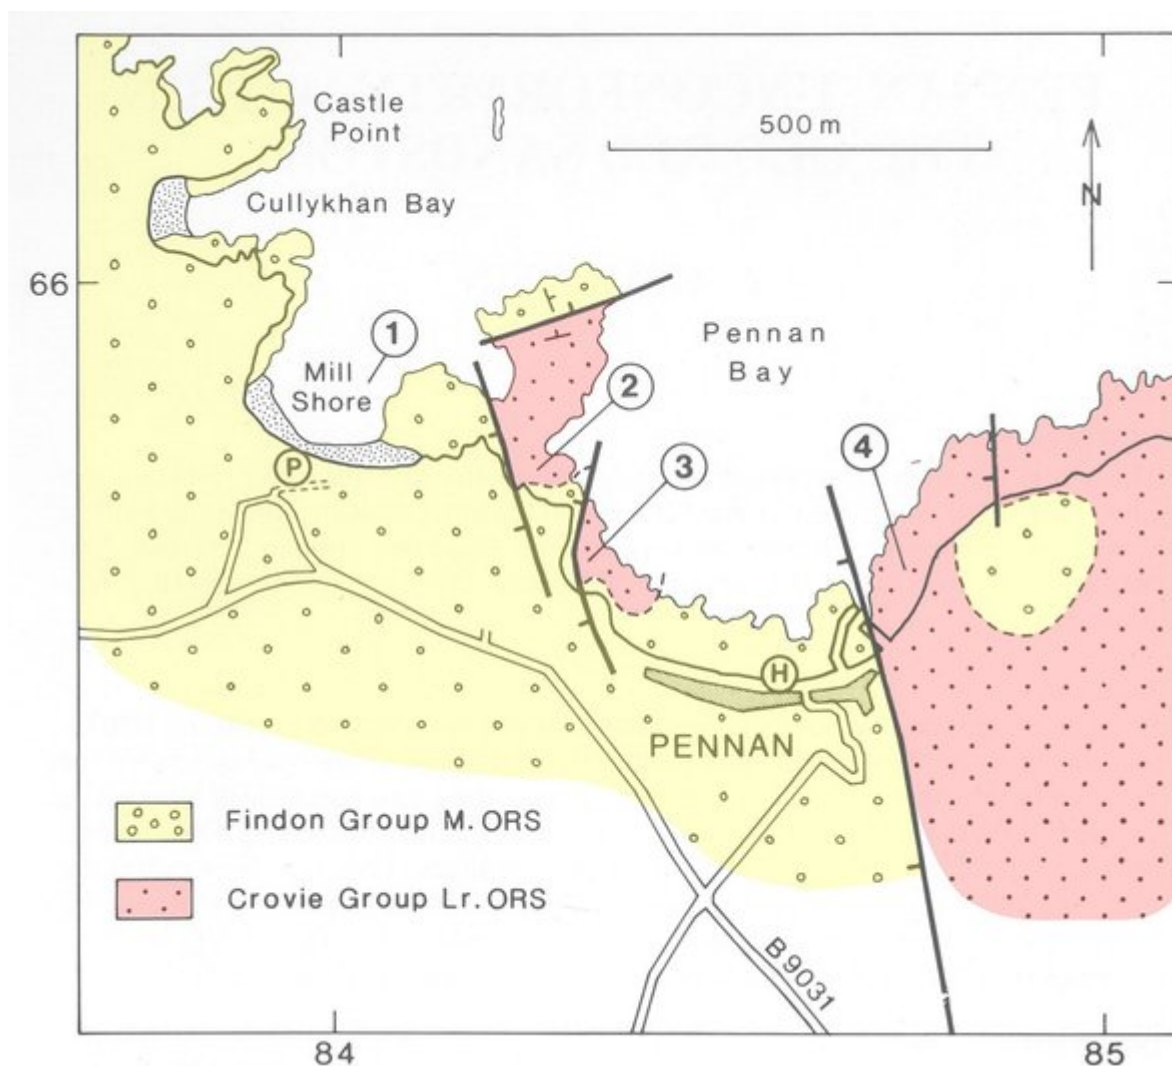 Castle
Point
500 m
N
Cullykhan Bay
66
1
Mill
Shore
Pennan
Bay
2
3
4
P
H
PENNAN
Findon Group M. ORS
Crovie Group Lr. ORS
B 9031
84
85